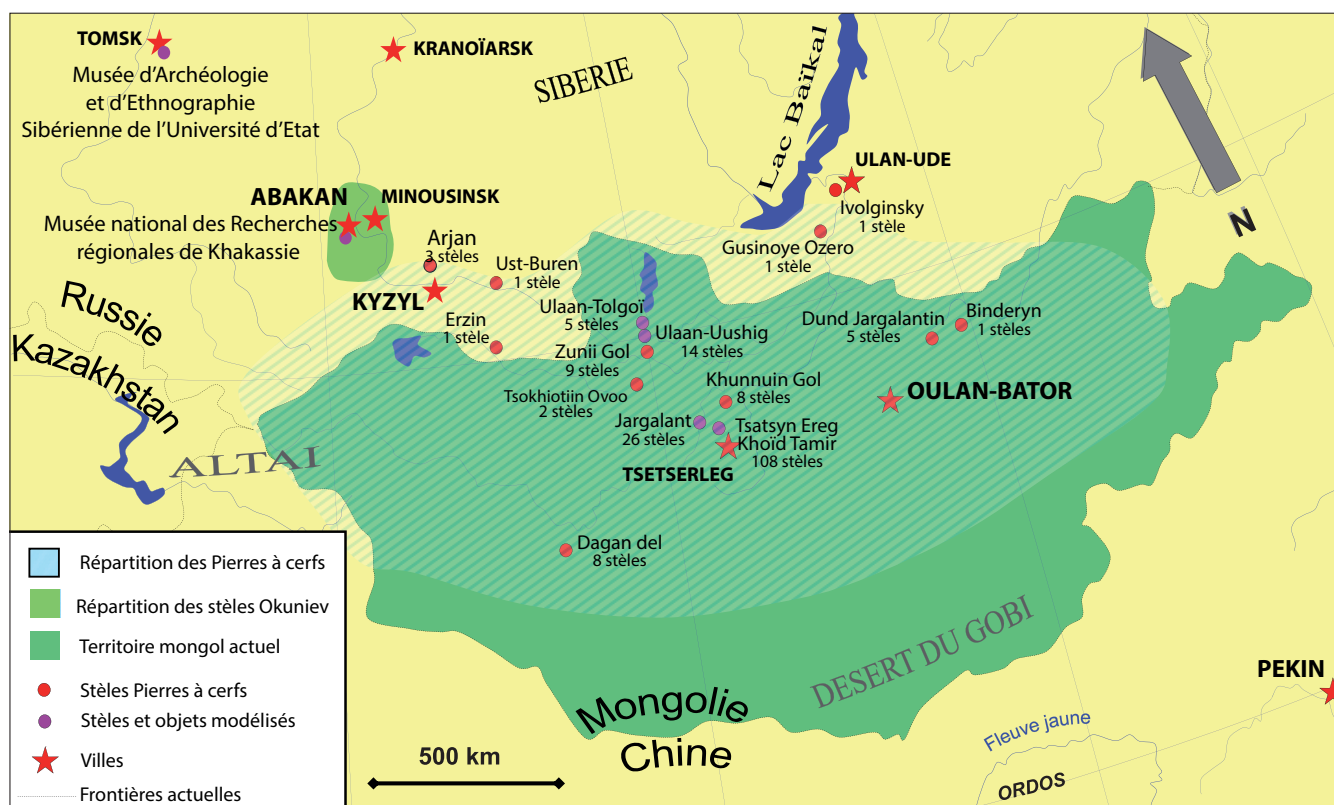 TOMSK
Musée d'Archéologie
et d'Ethnographie
Sibérienne de l'Université d'Etat
KRANOÏARSK
SIBERIE
Lac Baïkal
ULAN-UDE
Ivolginsky
1 stèle
Gusinoye Ozero
1 stèle
N
ABAKAN
MINOUSINSK
Musée national des Recherches
régionales de Khakassie
Arjan
3 stèles
Ust-Buren
1 stèle
KYZYL
Erzin
1 stèle
Ulaan-Tolgoï
5 stèles
Ulaan-Uushig
14 stèles
Zunii Gol
9 stèles
Tsokhiotiin Ovoo
2 stèles
Khunnuin Gol
8 stèles
Jargalant
26 stèles
Tsatsyn Ereg
Khoïd Tamir
108 stèles
TSETSERLEG
Dund Jargalantin
5 stèles
Binderyn
1 stèles
OULAN-BATOR
Russie
Kazakhstan
ALTAI
Dagan del
8 stèles
DESERT DU GOBI
Mongolie
Chine
PEKIN
Fleuve jaune
ORDOS
500 km
Répartition des Pierres à cerfs
Répartition des stèles Okuniev
Territoire mongol actuel
Stèles Pierres à cerfs
Stèles et objets modélisés
Villes
Frontières actuelles